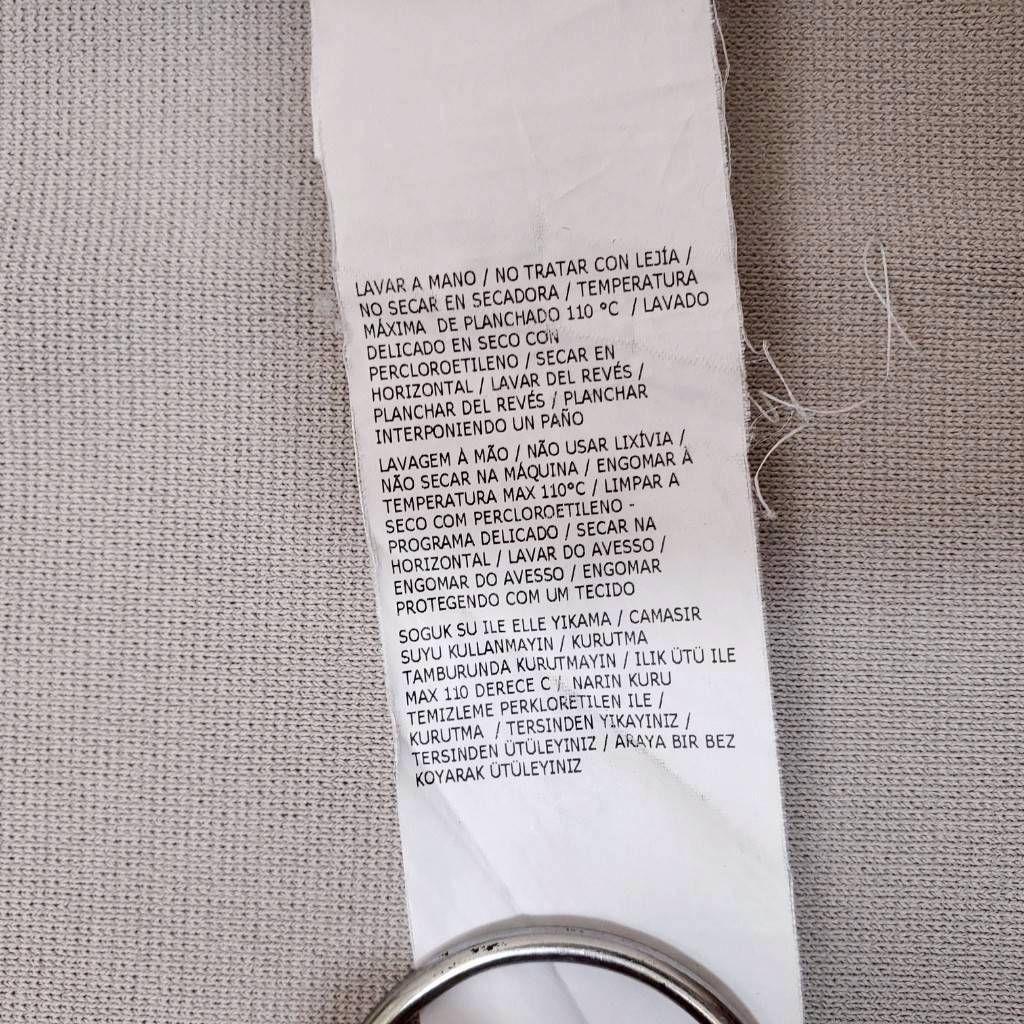 LAVAR A MANO / NO TRATAR CON LEJÍA /
NO SECAR EN SECADORA / TEMPERATURA
MÁXIMA DE PLANCHADO 110 °C / LAVADO
DELICADO EN SECO CON
PERCLOROETILENO / SECAR EN
HORIZONTAL / LAVAR DEL REVÉS /
PLANCHAR DEL REVÉS / PLANCHAR
INTERPONIENDO UN PAÑO
LAVAGEM À MÃO / NÃO USAR LIXÍVIA /
NÃO SECAR NA MÁQUINA / ENGOMAR À
TEMPERATURA MAX 110°C / LIMPAR A
SECO COM PERCLOROETILENO -
PROGRAMA DELICADO / SECAR NA
HORIZONTAL / LAVAR DO AVESSO /
ENGOMAR DO AVESSO / ENGOMAR
PROTEGENDO COM UM TECIDO
SOGUK SU ILE ELLE YIKAMA / CAMASIR
SUYU KULLANMAYIN / KURUTMA
TAMBURUNDA KURUTMAYIN / ILIK ÜTÜ ILE
MAX 110 DERECE C / NARIN KURU
TEMIZLEME PERKLORETILEN ILE /
KURUTMA / TERSINDEN YIKAYINIZ /
TERSINDEN ÜTÜLEYINIZ / ARAYA BIR BEZ
KOYARAK ÜTÜLEYINIZ